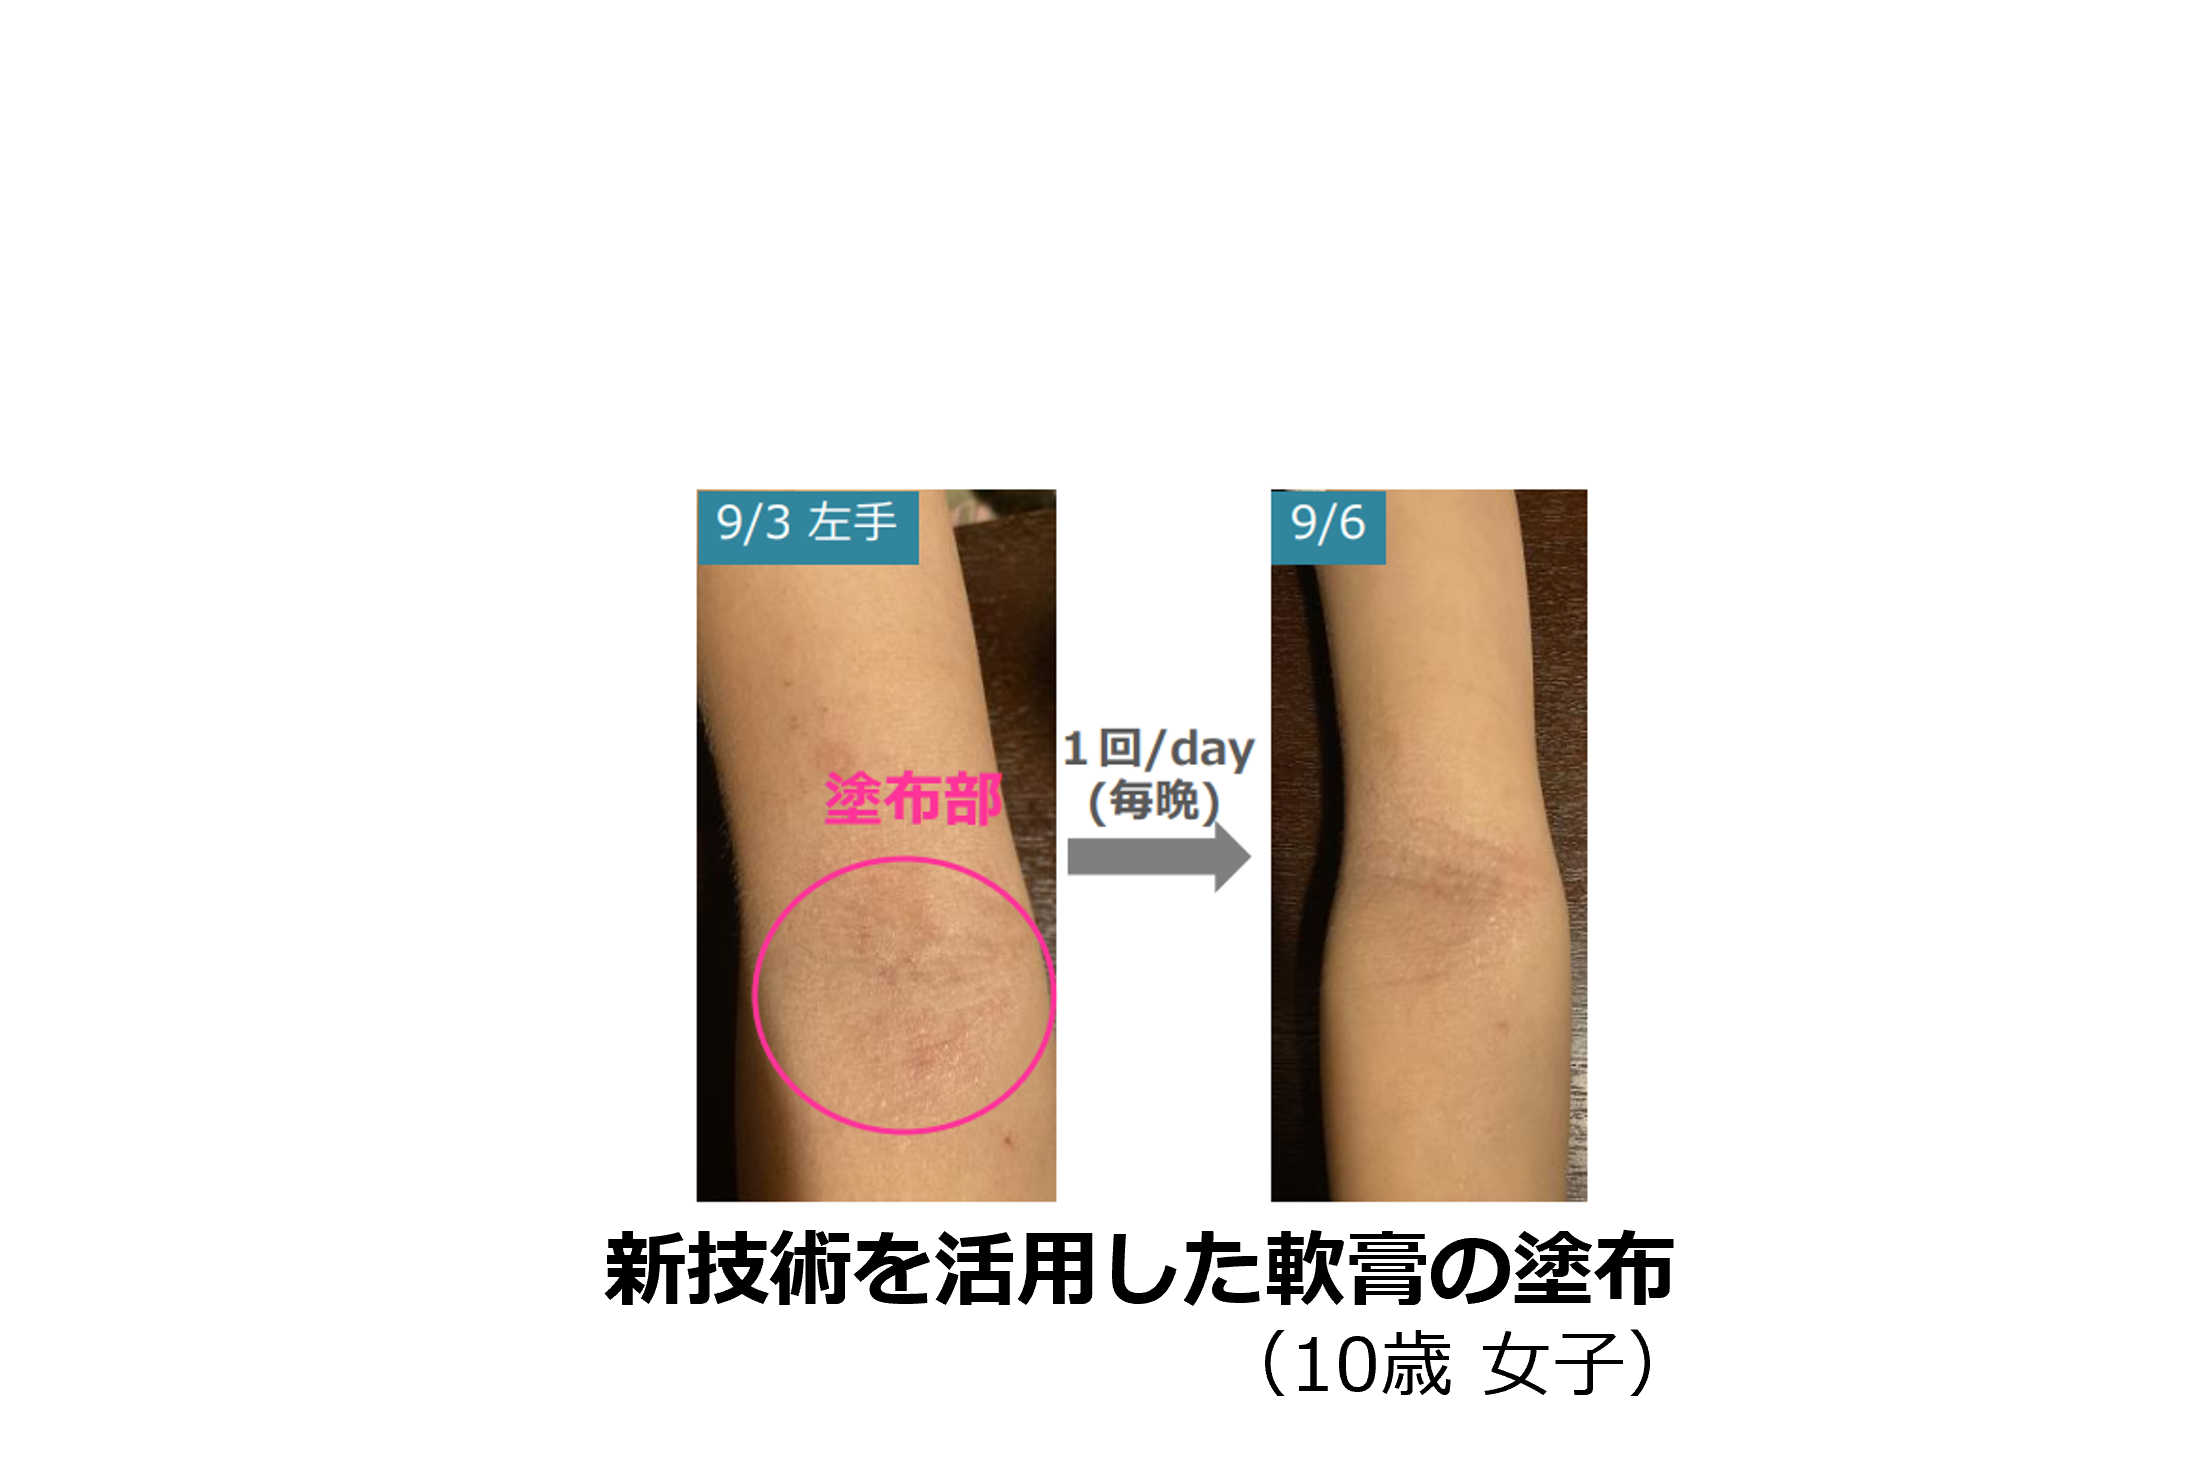 9/3 左手
9/6
1回/day
(毎晩)
塗布部
新技術を活用した軟膏の塗布
（10歳 女子）